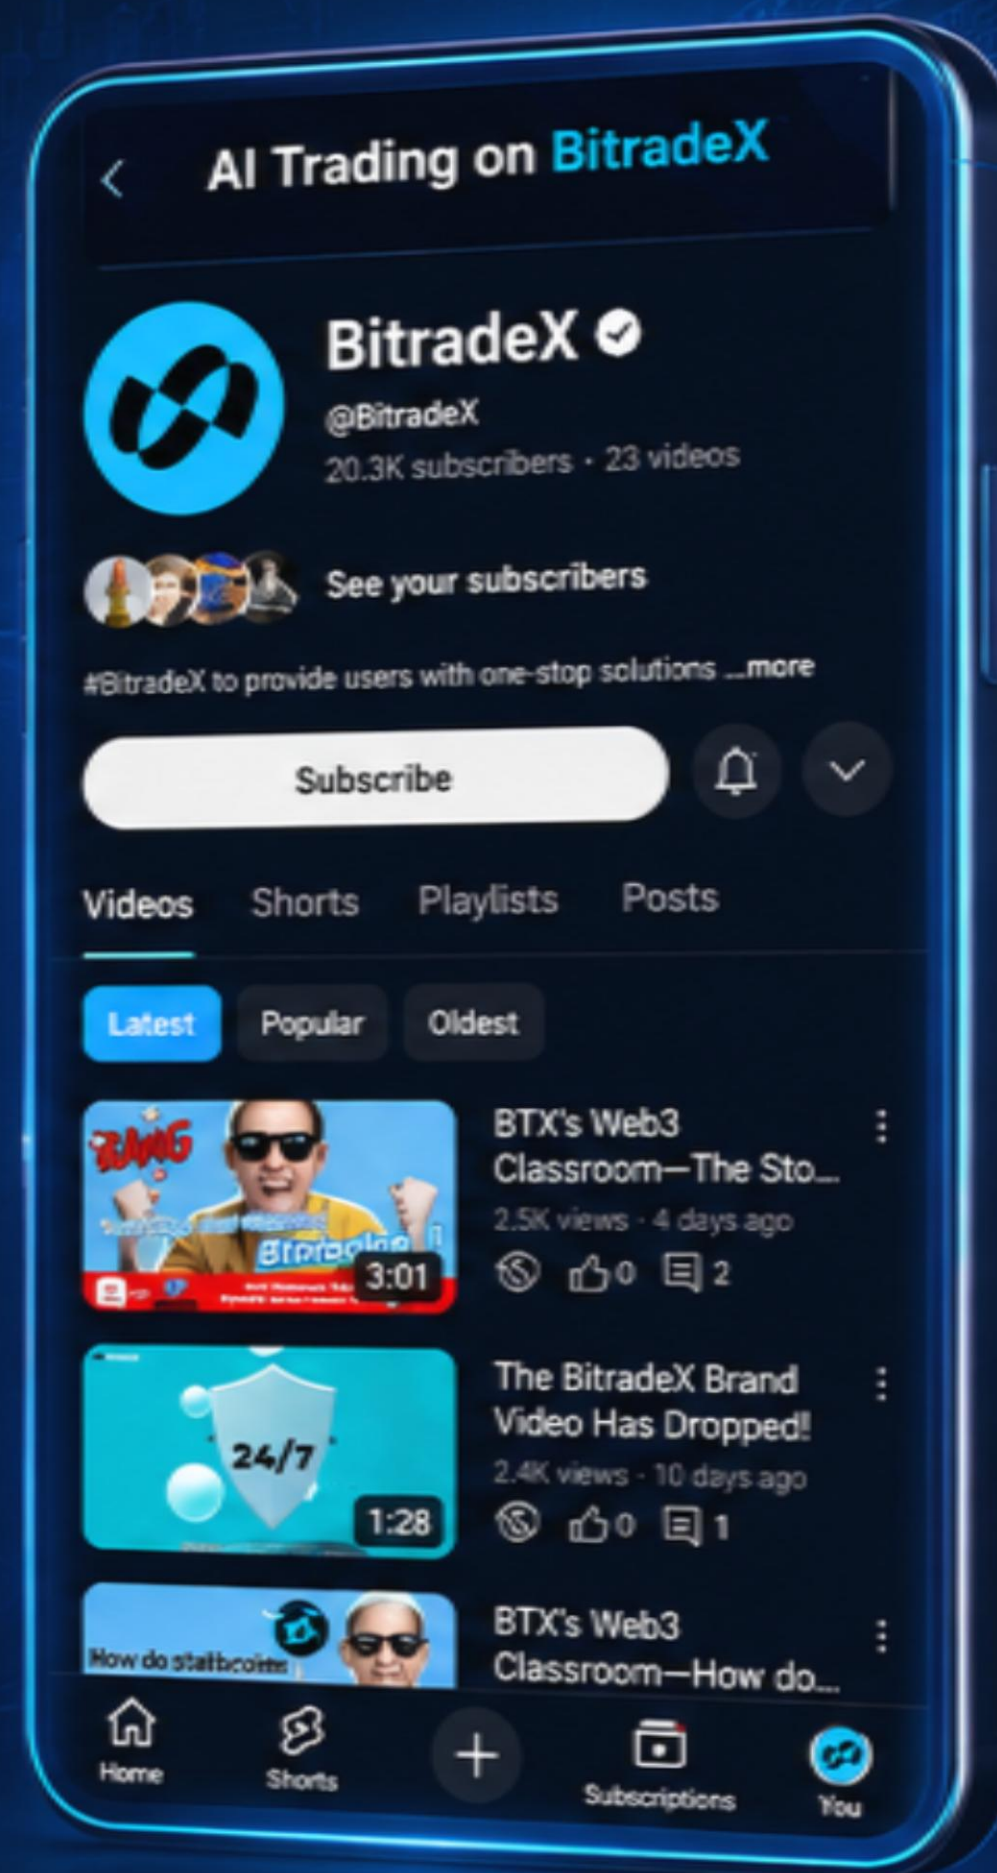 AI Trading on BitradeX
BitradeX
@BitradeX
20.3K subscribers · 23 videos
See your subscribers
#BitradeX to provide users with one-stop solutions ...more
Subscribe
Videos
Shorts
Playlists
Posts
Latest
Popular
Oldest
BANG
3:01
BTX's Web3
Classroom—The Sto...
2.5K views · 4 days ago
0
2
24/7
1:28
The BitradeX Brand
Video Has Dropped!
2.4K views · 10 days ago
0
1
How do
BTX's Web3
Classroom—How do...
Home
Shorts
Subscriptions
You